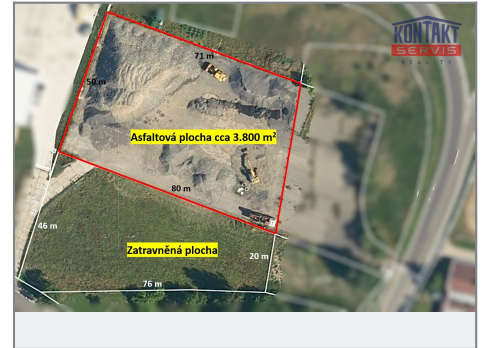 KONTAKT
SERVIS
REALITY
71 m
50 m
Asfaltová plocha cca 3.800 m²
80 m
46 m
Zatravněná plocha
20 m
76 m